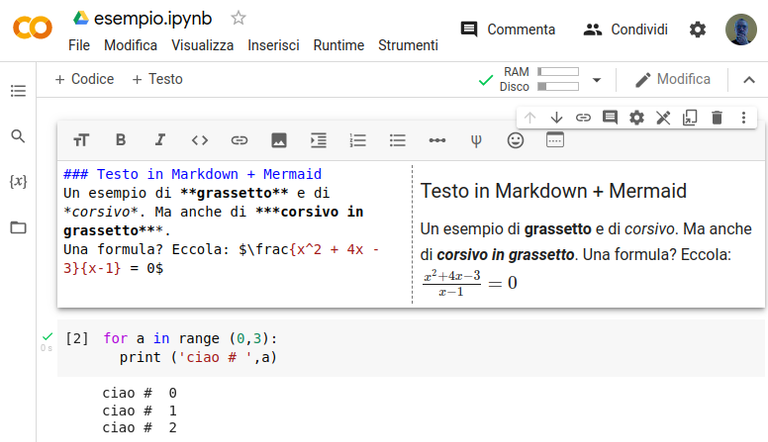 esempio.ipynb
File Modifica Visualizza Inserisci Runtime Strumenti
Commenta Condividi
+ Codice + Testo
RAM
Disco
Modifica
B I <> Ψ
{x}
### Testo in Markdown + Mermaid
Un esempio di **grassetto** e di
*corsivo*. Ma anche di ***corsivo in
grassetto***.
Una formula? Eccola: $\frac{x^2 + 4x -
3}{x-1} = 0$
Testo in Markdown + Mermaid
Un esempio di grassetto e di corsivo. Ma anche
di corsivo in grassetto. Una formula? Eccola:
x²+4x−3
x−1
= 0
0 s
[2] for a in range (0,3):
print ('ciao # ',a)
ciao #  0
ciao #  1
ciao #  2